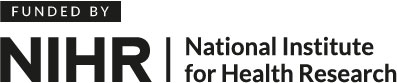 FUNDED BY
NIHR | National Institute
for Health Research